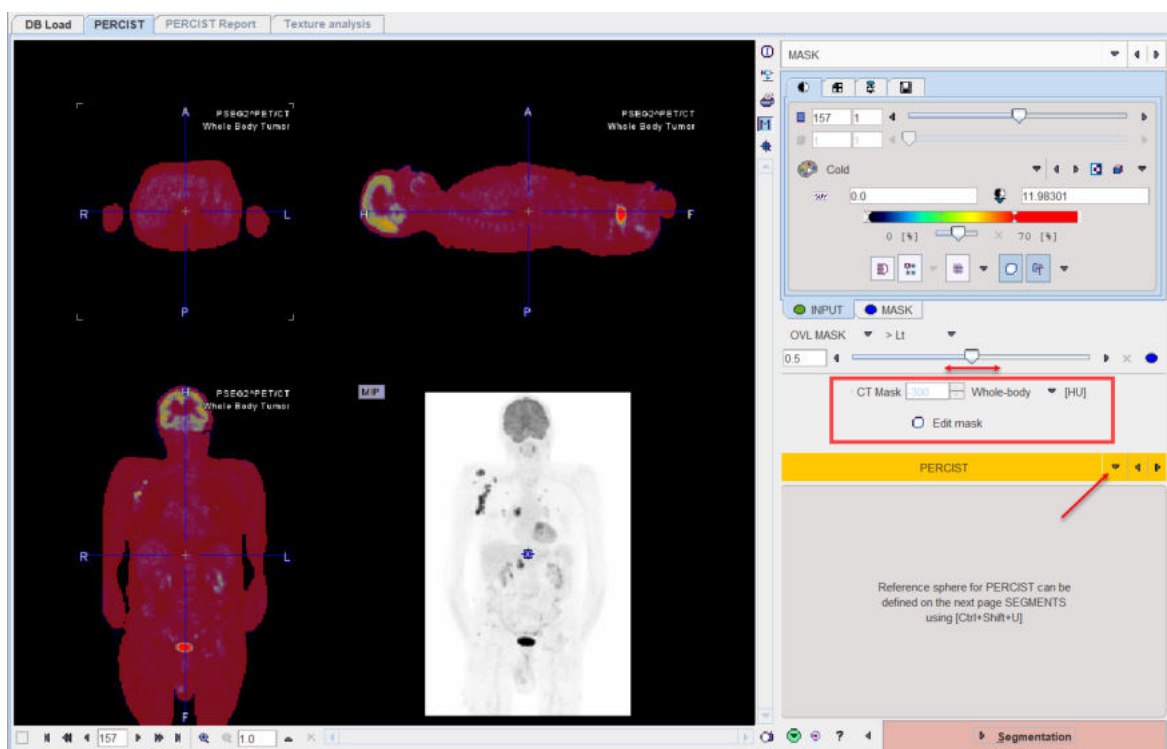 DB Load PERCIST PERCIST Report Texture analysis
A
PSEG2^PET/CT
Whole Body Tumor
R
L
P
A
PSEG2^PET/CT
Whole Body Tumor
H
F
P
H
PSEG2^PET/CT
Whole Body Tumor
R
L
F
MIP
MASK
157 1
1 1
Cold
0.0 11.98301
0 [%] 70 [%]
INPUT MASK
OVL MASK > Lt
0.5
CT Mask -300 Whole-body [HU]
Edit mask
PERCIST
Reference sphere for PERCIST can be
defined on the next page SEGMENTS
using [Ctrl+Shift+U]
157 1.0
? Segmentation